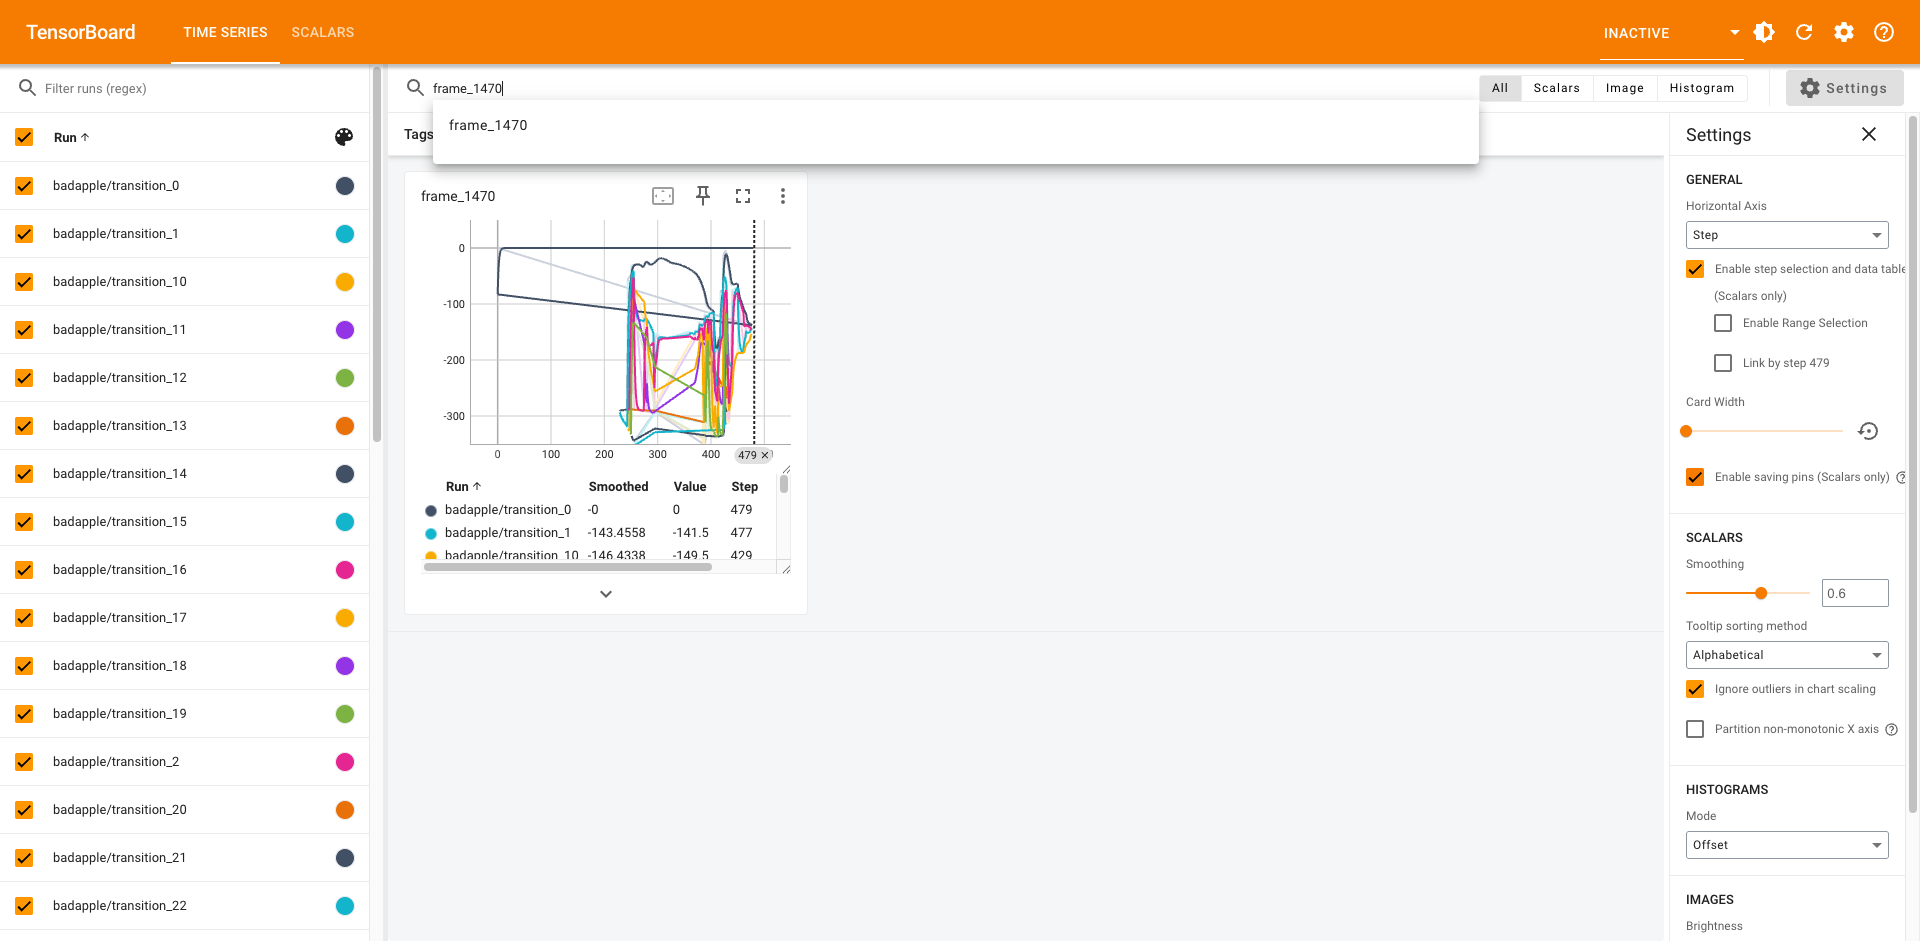 TensorBoard
TIME SERIES
SCALARS
INACTIVE
Filter runs (regex)
frame_1470
All
Scalars
Image
Histogram
Settings
frame_1470
Tags
Run
badapple/transition_0
badapple/transition_1
badapple/transition_10
badapple/transition_11
badapple/transition_12
badapple/transition_13
badapple/transition_14
badapple/transition_15
badapple/transition_16
badapple/transition_17
badapple/transition_18
badapple/transition_19
badapple/transition_2
badapple/transition_20
badapple/transition_21
badapple/transition_22
frame_1470
0
-100
-200
-300
0 100 200 300 400 479
Run Smoothed Value Step
badapple/transition_0 -0 0 479
badapple/transition_1 -143.4558 -141.5 477
badapple/transition_10 -146.4338 -149.5 429
Settings
GENERAL
Horizontal Axis
Step
Enable step selection and data table
(Scalars only)
Enable Range Selection
Link by step 479
Card Width
Enable saving pins (Scalars only)
SCALARS
Smoothing
0.6
Tooltip sorting method
Alphabetical
Ignore outliers in chart scaling
Partition non-monotonic X axis
HISTOGRAMS
Mode
Offset
IMAGES
Brightness